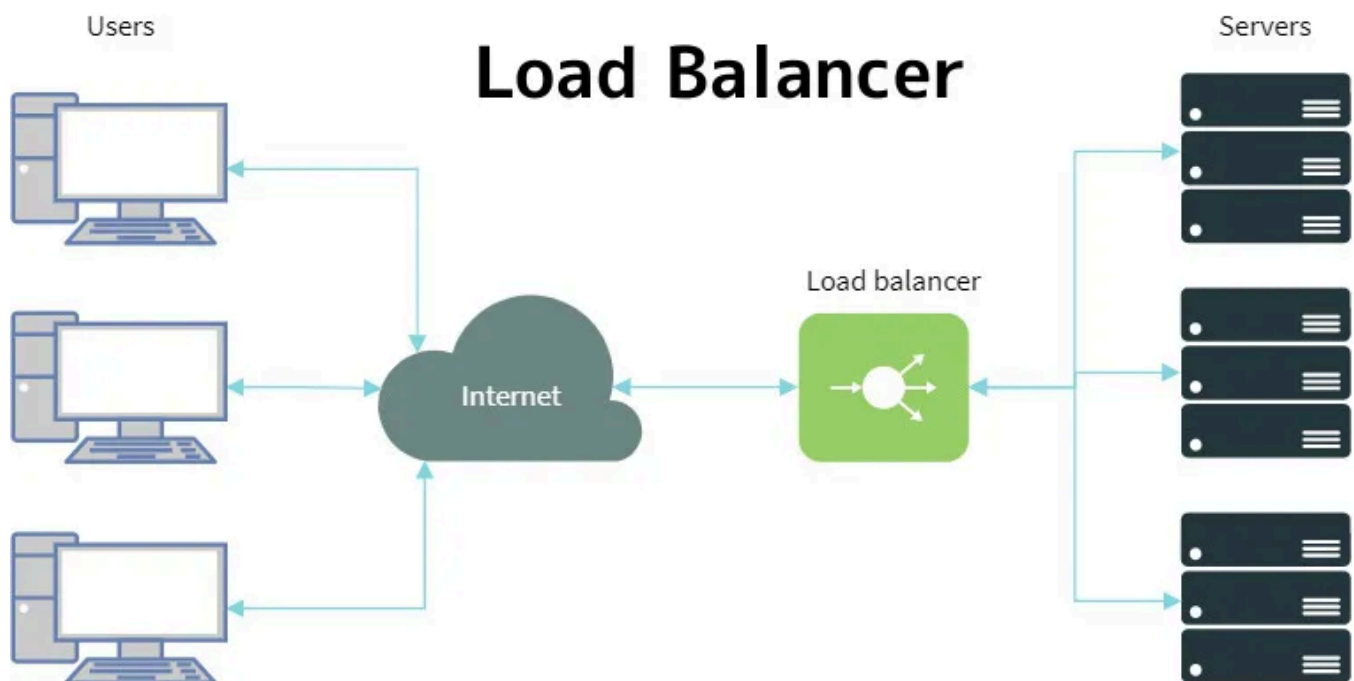 Users
Load Balancer
Servers
Load balancer
Internet